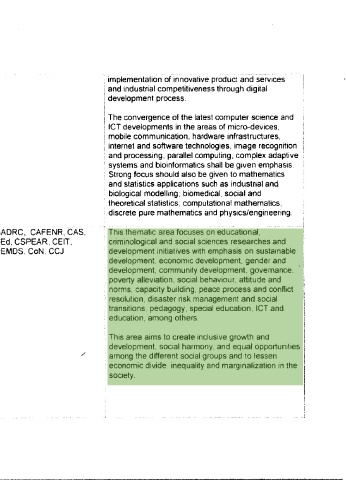 implementation of innovative product and services
and industrial competitiveness through digital
development process.
The convergence of the latest computer science and
ICT developments in the areas of micro-devices,
mobile communication, hardware infrastructures,
internet and software technologies, image recognition
and processing, parallel computing, complex adaptive
systems and bioinformatics shall be given emphasis.
Strong focus should also be given to mathematics
and statistics applications such as industrial and
biological modelling; biomedical, social and
theoretical statistics; computational mathematics;
discrete pure mathematics and physics/engineering.
ADRC, CAFENR, CAS,
Ed, CSPEAR, CEIT,
EMDS, CoN, CCJ
This thematic area focuses on educational,
criminological and social sciences researches and
development initiatives with emphasis on sustainable
development, economic development, gender and
development, community development, governance,
poverty alleviation, social behaviour, attitude and
norms, capacity building, peace process and conflict
resolution, disaster risk management and social
transitions, pedagogy, special education, ICT and
education, among others.
This area aims to create inclusive growth and
development, social harmony, and equal opportunities
among the different social groups and to lessen
economic divide, inequality and marginalization in the
society.